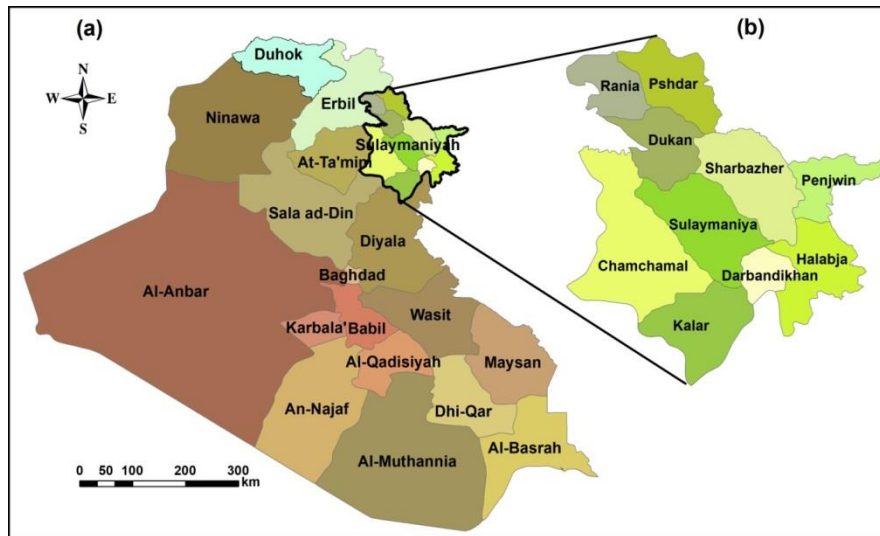 (a)
(b)
N
W E
S
Duhok
Erbil
Ninawa
Sulaymaniyah
At-Ta'mim
Sala ad-Din
Diyala
Baghdad
Al-Anbar
Wasit
Karbala'
Babil
Al-Qadisiyah
Maysan
An-Najaf
Dhi-Qar
Al-Basrah
Al-Muthannia
0 50 100 200 300
km
Rania
Pshdar
Dukan
Sharbazher
Penjwin
Sulaymaniya
Halabja
Chamchamal
Darbandikhan
Kalar